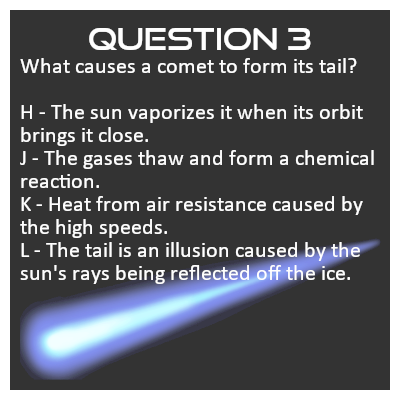 QUESTION 3
What causes a comet to form its tail?
H - The sun vaporizes it when its orbit
brings it close.
J - The gases thaw and form a chemical
reaction.
K - Heat from air resistance caused by
the high speeds.
L - The tail is an illusion caused by the
sun's rays being reflected off the ice.